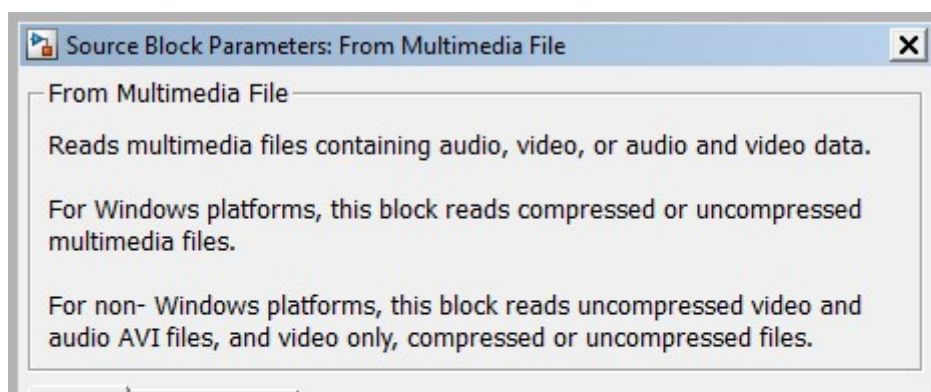 Source Block Parameters: From Multimedia File
From Multimedia File
Reads multimedia files containing audio, video, or audio and video data.
For Windows platforms, this block reads compressed or uncompressed
multimedia files.
For non- Windows platforms, this block reads uncompressed video and
audio AVI files, and video only, compressed or uncompressed files.